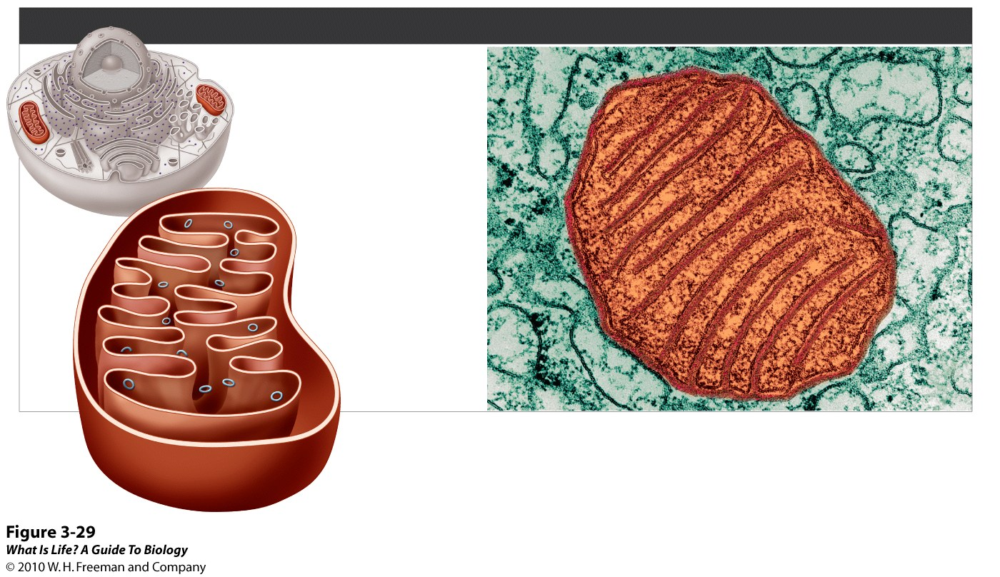 Figure 3-29
What Is Life? A Guide To Biology
© 2010 W. H. Freeman and Company